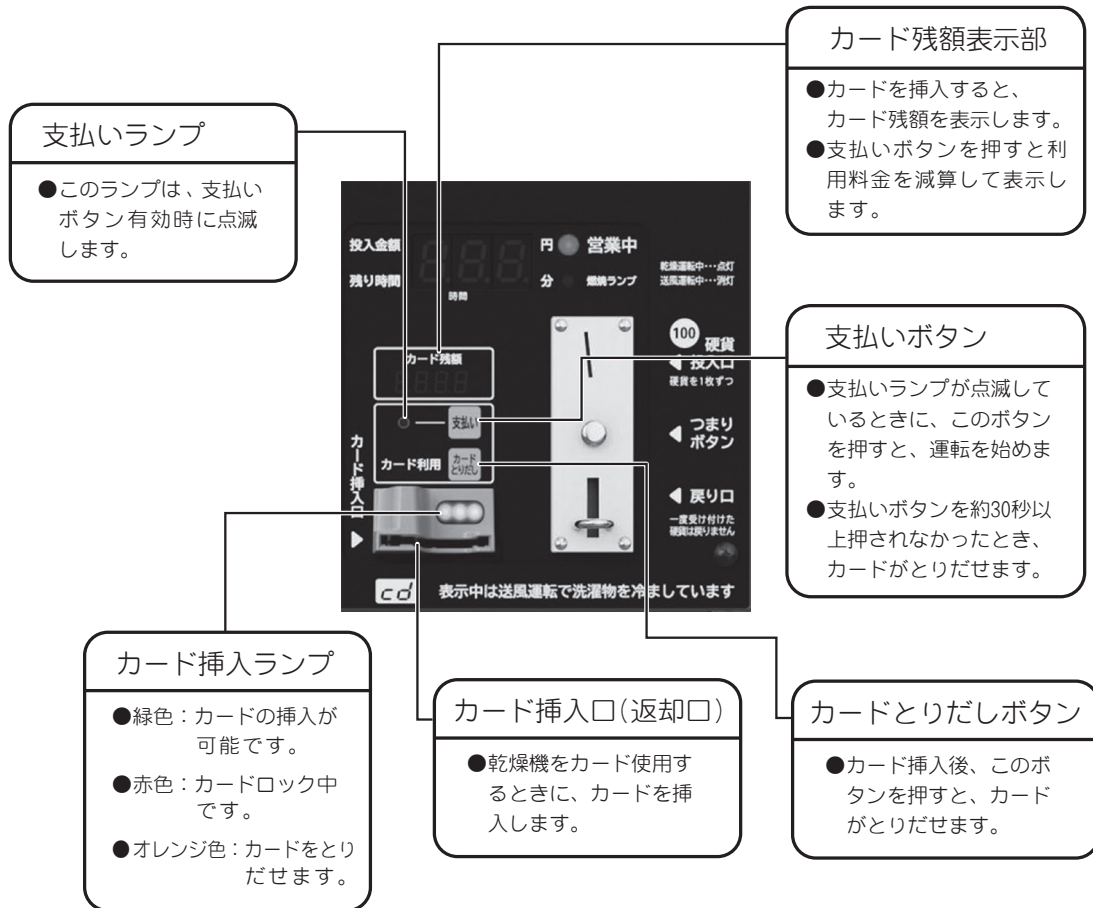 カード残額表示部
●カードを挿入すると、
カード残額を表示します。
●支払いボタンを押すと利
用料金を減算して表示し
ます。
支払いランプ
●このランプは、支払い
ボタン有効時に点滅
します。
投入金額
円
営業中
残り時間
分
燃焼ランプ
時間
乾燥運転中・・・点灯
送風運転中・・・消灯
100
硬貨
投入口
硬貨を1枚ずつ
カード残額
支払い
カード利用
カード
とりだし
カード挿入口
つまり
ボタン
戻り口
一度受け付けた
硬貨は戻りません
cd 表示中は送風運転で洗濯物を冷ましています
支払いボタン
●支払いランプが点滅して
いるときに、このボタン
を押すと、運転を始めま
す。
●支払いボタンを約30秒以
上押されなかったとき、
カードがとりだせます。
カード挿入ランプ
●緑色：カードの挿入が
可能です。
●赤色：カードロック中
です。
●オレンジ色：カードをとり
だせます。
カード挿入口(返却口)
●乾燥機をカード使用す
るときに、カードを挿
入します。
カードとりだしボタン
●カード挿入後、このボ
タンを押すと、カード
がとりだせます。